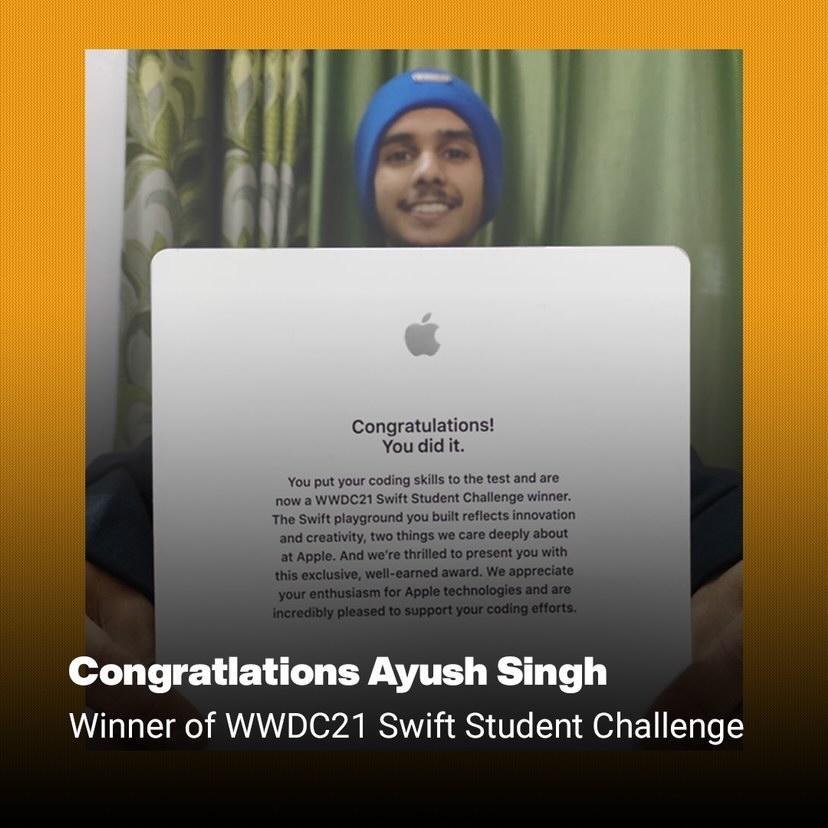 Congratulations!
You did it.
You put your coding skills to the test and are
now a WWDC21 Swift Student Challenge winner.
The Swift playground you built reflects innovation
and creativity, two things we care deeply about
at Apple. And we're thrilled to present you with
this exclusive, well-earned award. We appreciate
your enthusiasm for Apple technologies and are
incredibly pleased to support your coding efforts.
Congratlations Ayush Singh
Winner of WWDC21 Swift Student Challenge